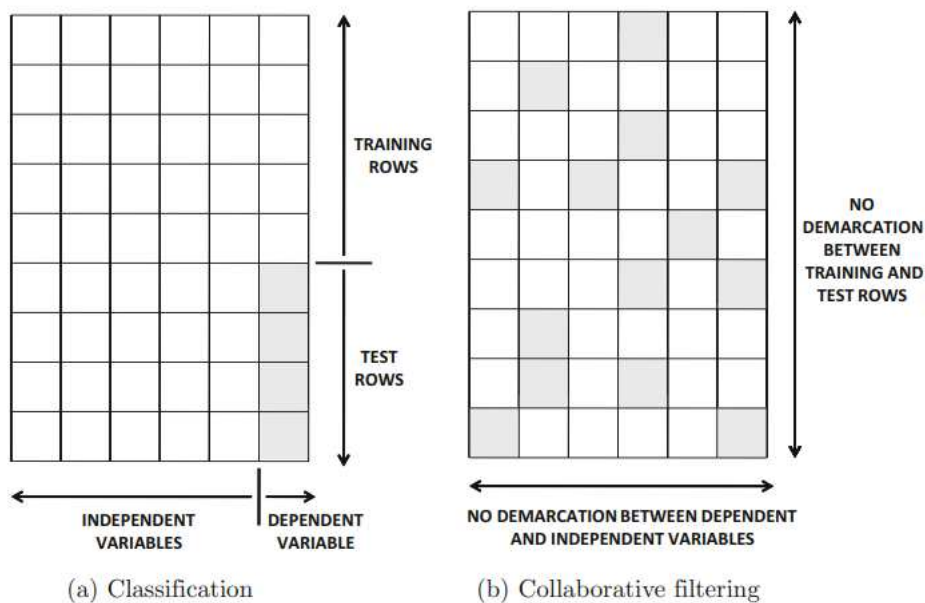 TRAINING
ROWS
TEST
ROWS
INDEPENDENT
VARIABLES
DEPENDENT
VARIABLE
(a) Classification
NO
DEMARCATION
BETWEEN
TRAINING AND
TEST ROWS
NO DEMARCATION BETWEEN DEPENDENT
AND INDEPENDENT VARIABLES
(b) Collaborative filtering